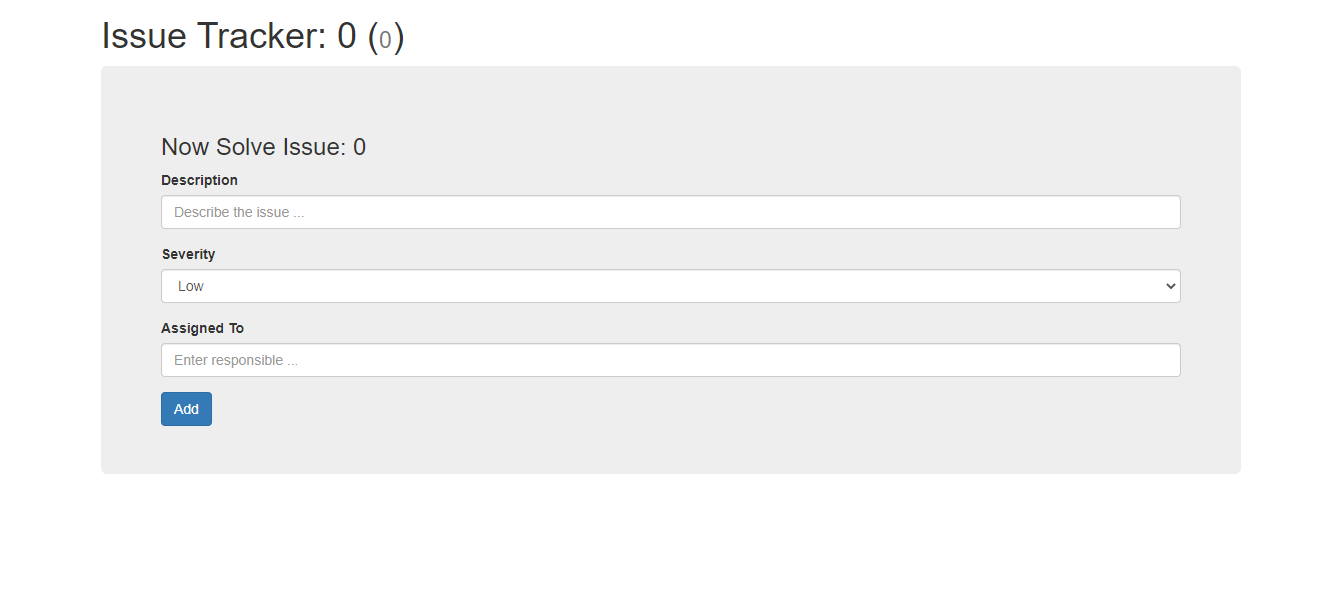 Issue Tracker: 0 (0)
Now Solve Issue: 0
Description
Describe the issue ...
Severity
Low
Assigned To
Enter responsible ...
Add